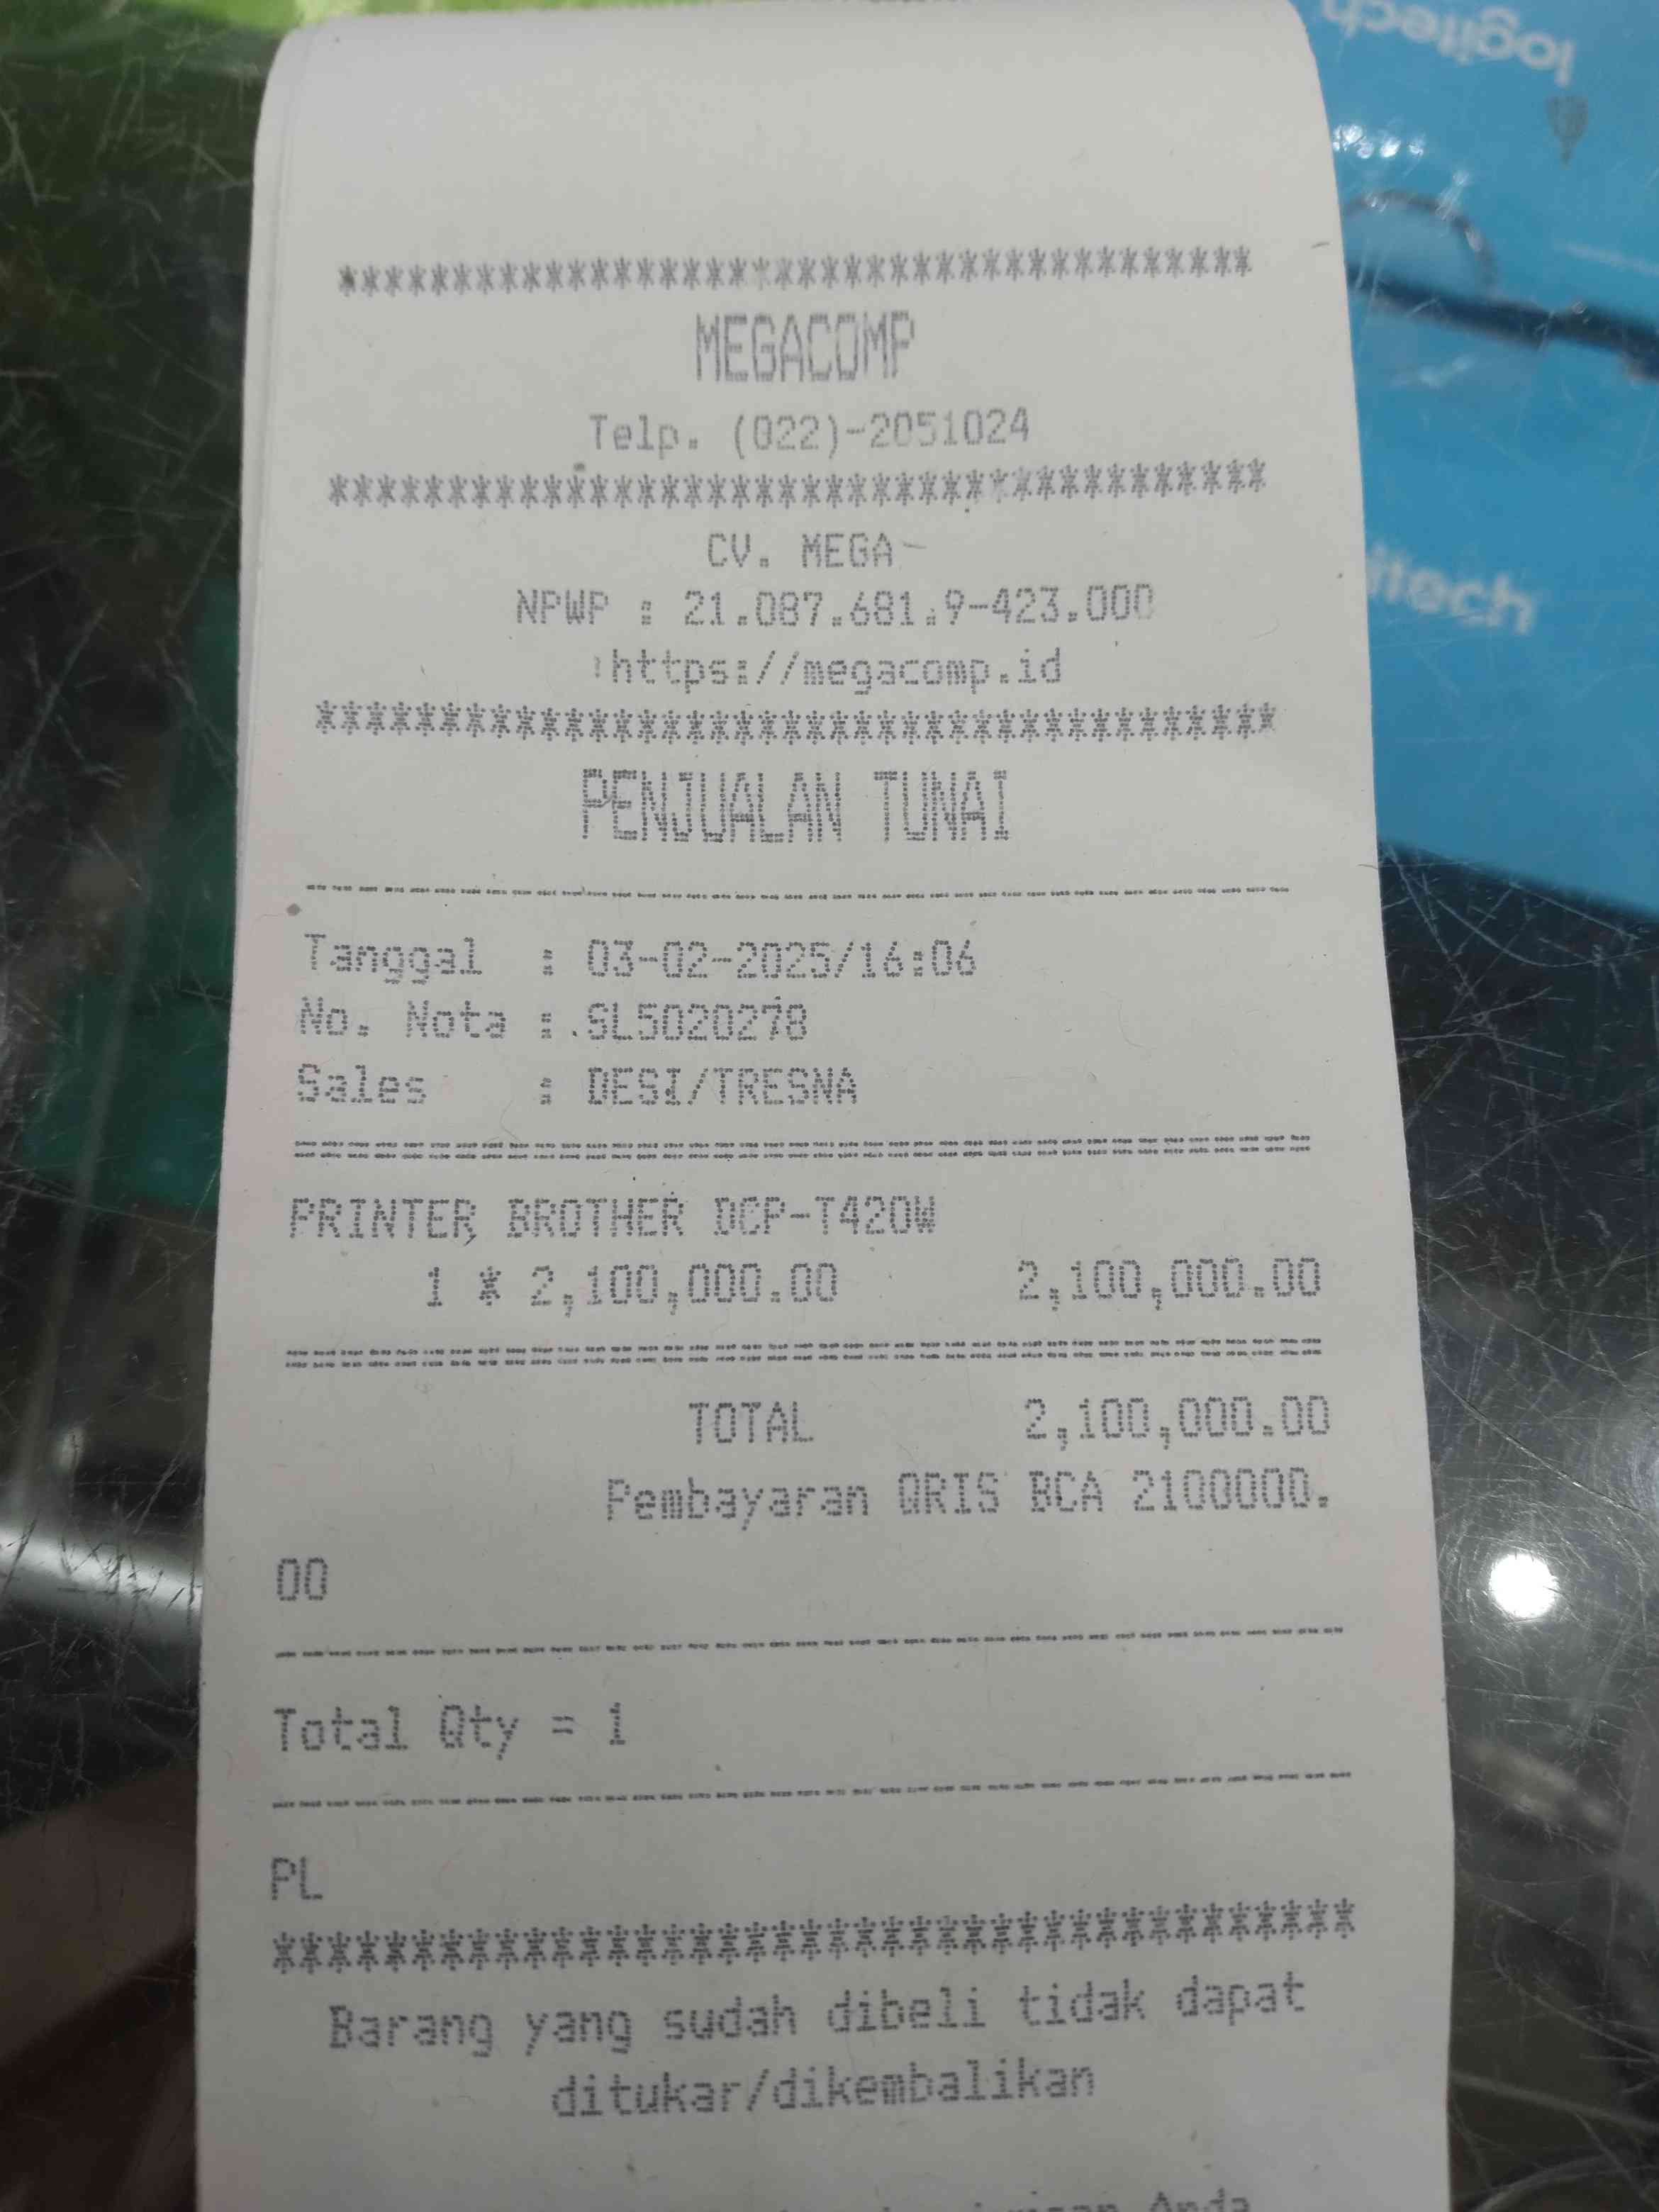 logitech
****************************************
MEGACOMP
Telp. (022)-2051024
****************************************
CV. MEGA
NPWP : 21.087.681.9-423.000
https://megacomp.id
****************************************
PENJUALAN TUNAI
Tanggal : 03-02-2025/16:06
No. Nota : SL5020278
Sales : DESI/TRESNA
PRINTER, BROTHER DCP-T420W
1 * 2,100,000.00 2,100,000.00
TOTAL 2,100,000.00
Pembayaran QRIS BCA 2100000.
00
Total Qty = 1
PL
****************************************
Barang yang sudah dibeli tidak dapat
ditukar/dikembalikan
Anda
itech